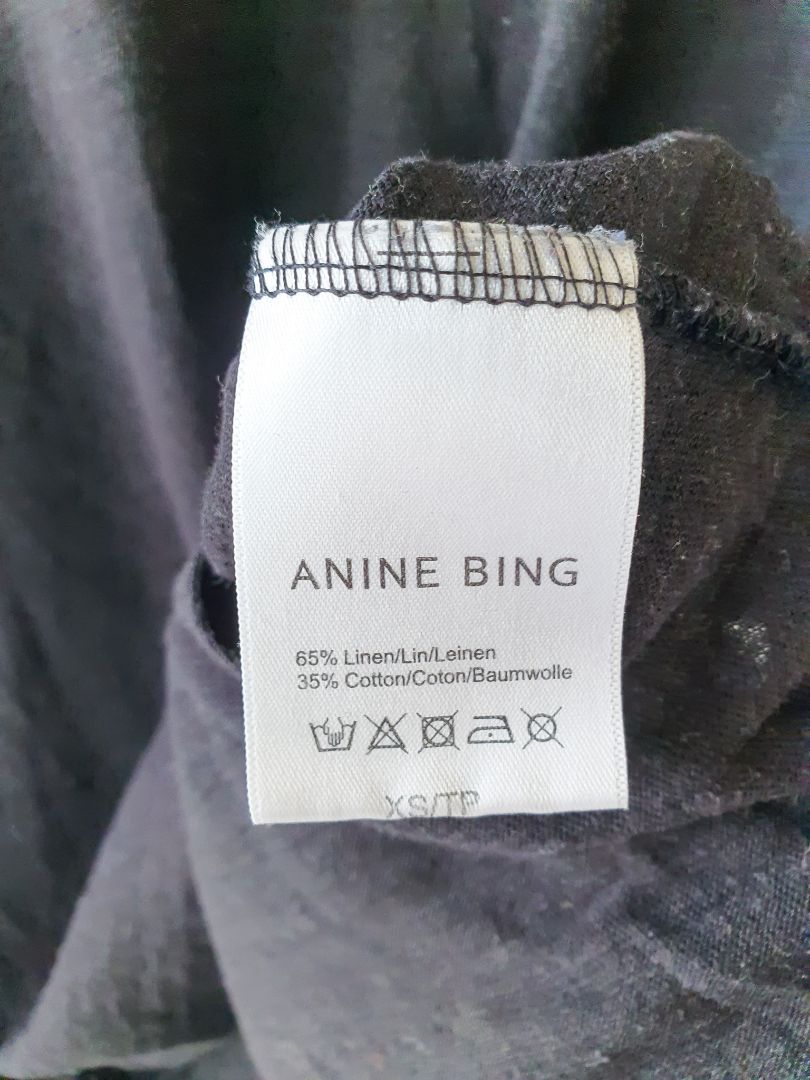 ANINE BING
65% Linen/Lin/Leinen
35% Cotton/Coton/Baumwolle
XS/TP